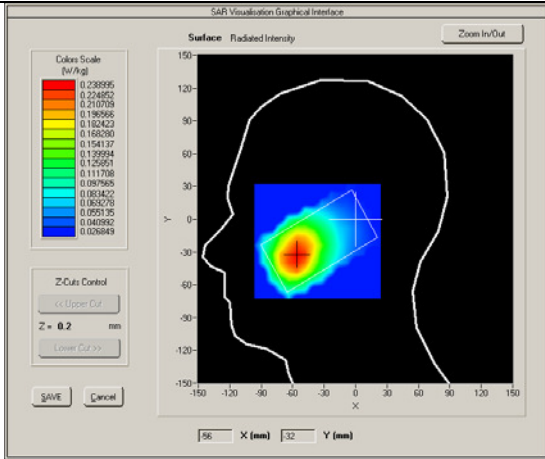 SAR Visualisation Graphical Interface
Surface Radiated Intensity
Zoom In/Out
Colors Scale
(W/kg)
0.238995
0.224852
0.210709
0.196566
0.182423
0.168280
0.154137
0.139994
0.125851
0.111708
0.097565
0.083422
0.069278
0.055135
0.040992
0.026849
Z-Cuts Control
<< Upper Cut
Z = 0.2 mm
Lower Cut >>
SAVE Cancel
150
120
90
60
30
0
-30
-60
-90
-120
-150
Y
-150 -120 -90 -60 -30 0 30 60 90 120 150
X
-56 X (mm) -32 Y (mm)